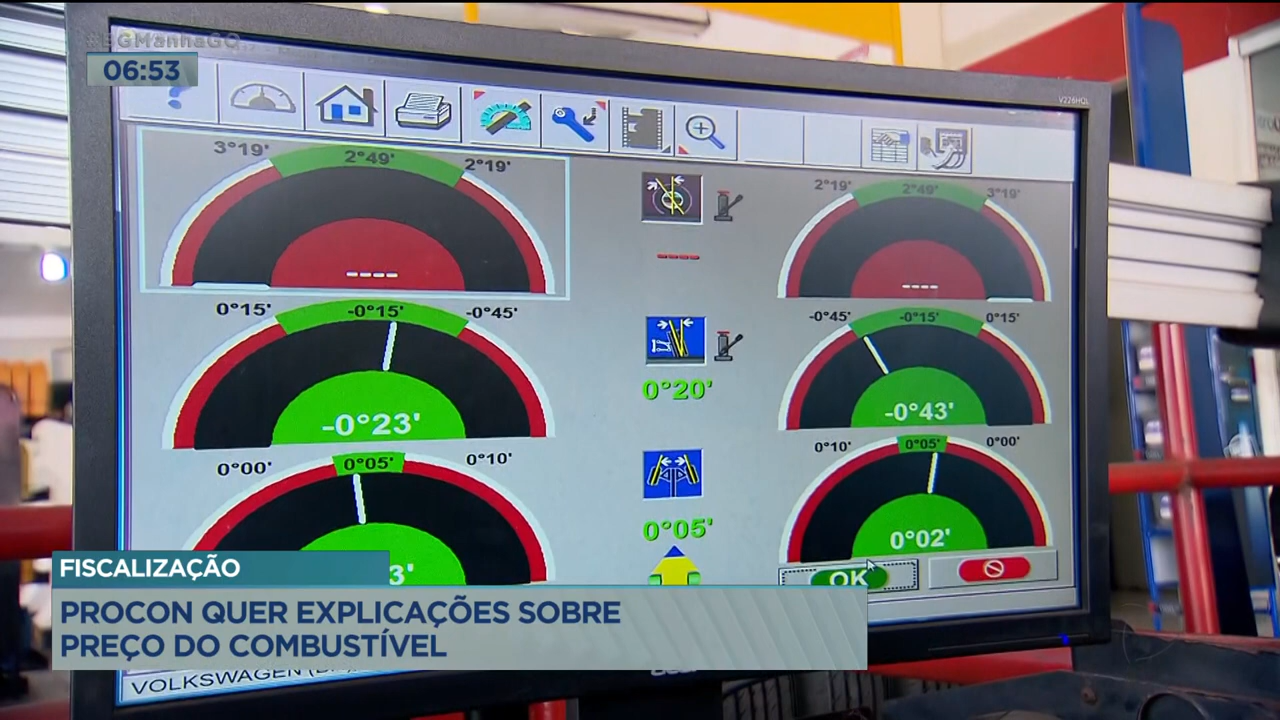 #BGManhaGO
06:53
V226HQL
?
3°19' 2°49' 2°19'
2°19' 2°49' 3°19'
----
----
----
0°15' -0°15' -0°45'
-0°45' -0°15' 0°15'
0°20'
-0°23'
-0°43'
0°00' 0°05' 0°10'
0°10' 0°05' 0°00'
0°05'
3'
0°02'
OK
FISCALIZAÇÃO
PROCON QUER EXPLICAÇÕES SOBRE
PREÇO DO COMBUSTÍVEL
VOLKSWAGEN